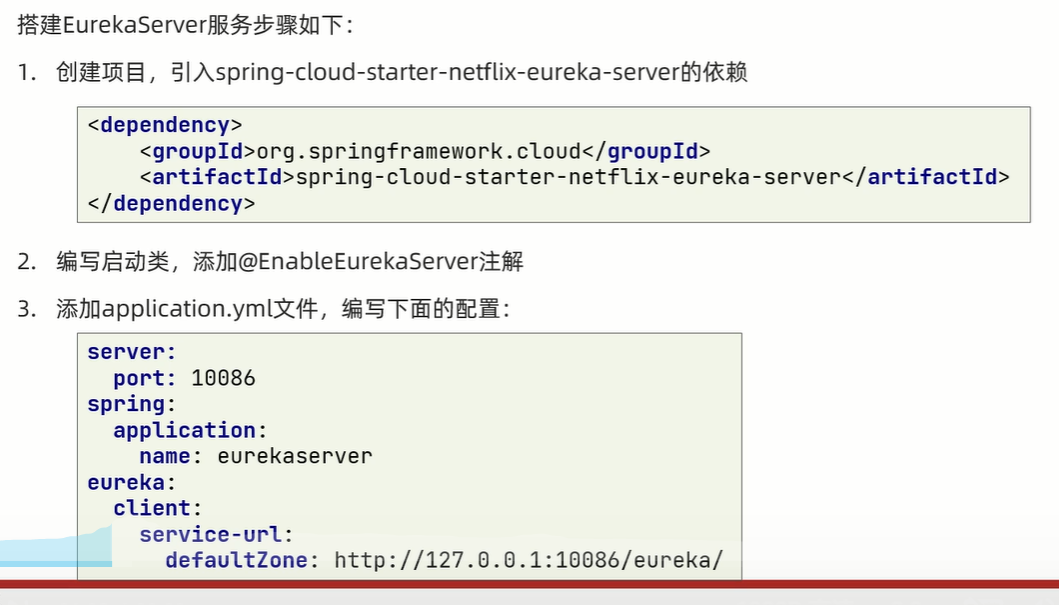 搭建EurekaServer服务步骤如下：
1. 创建项目，引入spring-cloud-starter-netflix-eureka-server的依赖
<dependency>
    <groupId>org.springframework.cloud</groupId>
    <artifactId>spring-cloud-starter-netflix-eureka-server</artifactId>
</dependency>
2. 编写启动类，添加@EnableEurekaServer注解
3. 添加application.yml文件，编写下面的配置：
server:
  port: 10086
spring:
  application:
    name: eurekaserver
eureka:
  client:
    service-url:
      defaultZone: http://127.0.0.1:10086/eureka/